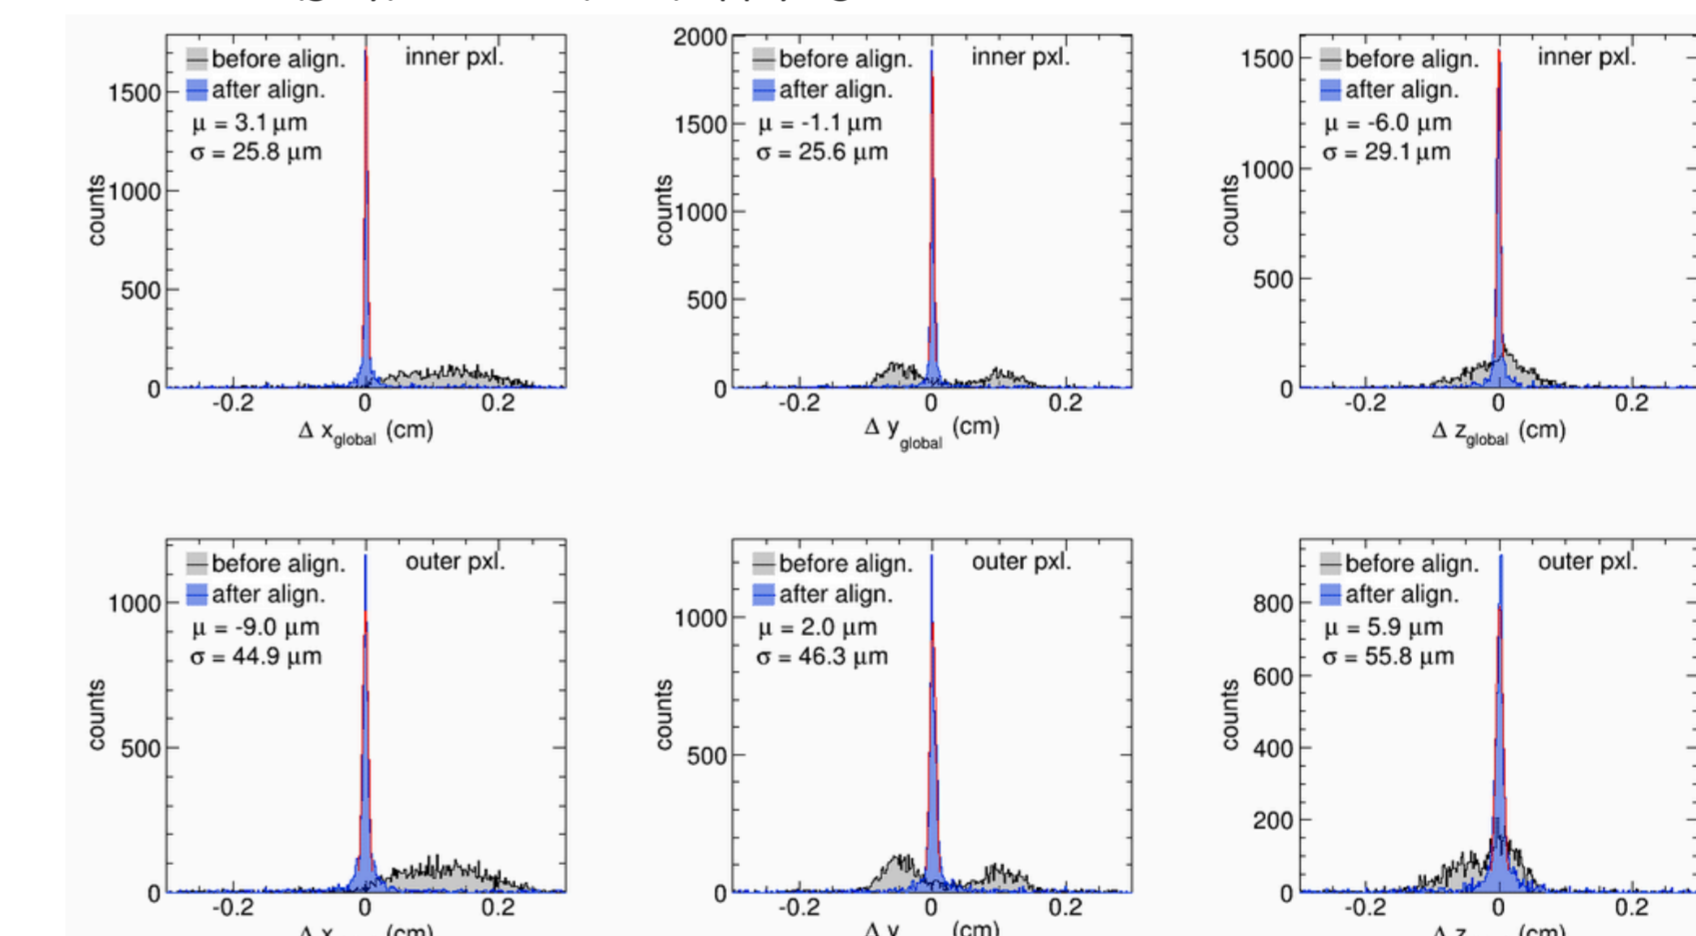 before align.
after align.
inner pxl.
μ = 3.1 μm
σ = 25.8 μm
counts
1500
1000
500
0
-0.2 0 0.2
Δ x_global (cm)
before align.
after align.
inner pxl.
μ = -1.1 μm
σ = 25.6 μm
counts
2000
1500
1000
500
0
-0.2 0 0.2
Δ y_global (cm)
before align.
after align.
inner pxl.
μ = -6.0 μm
σ = 29.1 μm
counts
1500
1000
500
0
-0.2 0 0.2
Δ z_global (cm)
before align.
after align.
outer pxl.
μ = -9.0 μm
σ = 44.9 μm
counts
1000
500
0
-0.2 0 0.2
Δ x (cm)
before align.
after align.
outer pxl.
μ = 2.0 μm
σ = 46.3 μm
counts
1000
500
0
-0.2 0 0.2
Δ y (cm)
before align.
after align.
outer pxl.
μ = 5.9 μm
σ = 55.8 μm
counts
800
600
400
200
0
-0.2 0 0.2
Δ z (cm)